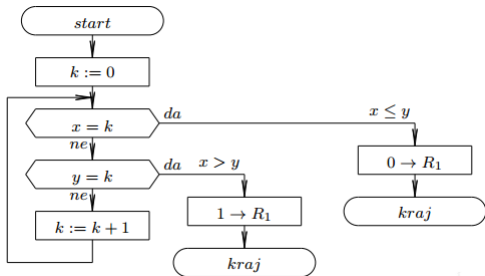 start
k := 0
x = k
da
x ≤ y
ne
0 → R₁
y = k
da
x > y
ne
1 → R₁
kraj
k := k + 1
kraj